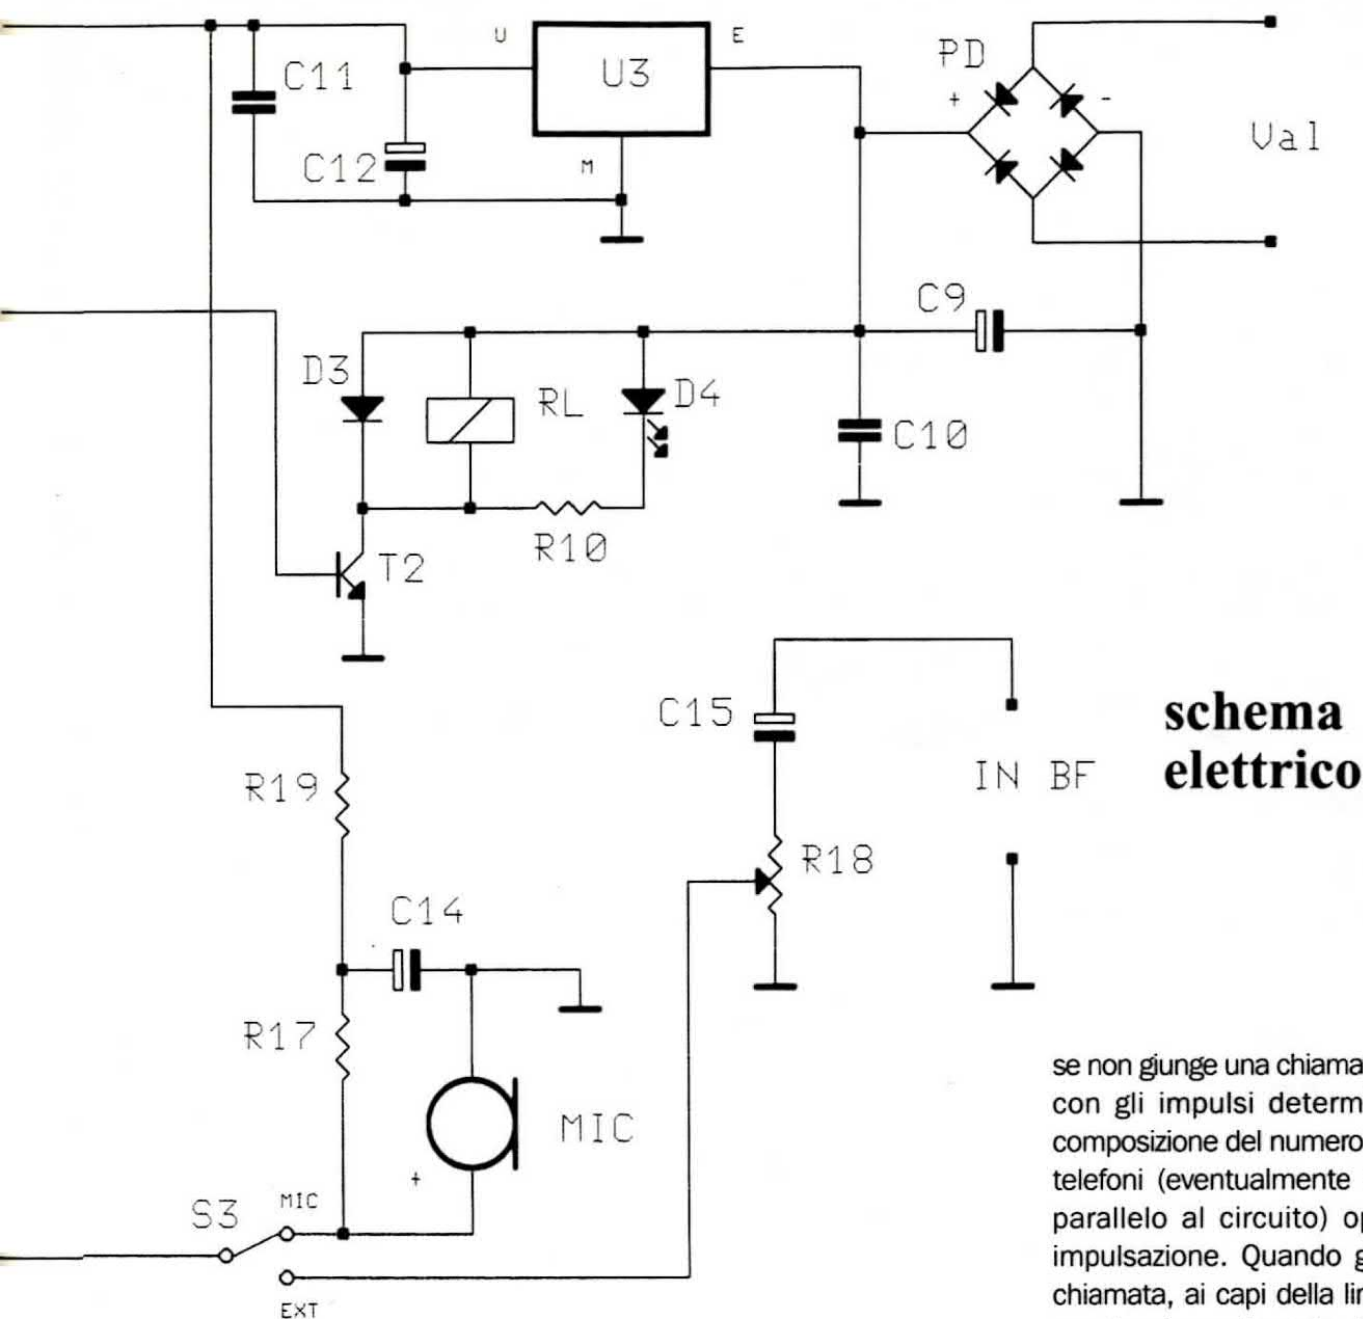 U
U3
E
PD
+
-
Val
C11
C12
M
C9
D3
RL
D4
C10
R10
T2
C15
IN BF
schema
elettrico
R19
R18
C14
R17
MIC
+
S3
MIC
EXT
se non giunge una chiama
con gli impulsi determ
composizione del numero
telefoni (eventualmente
parallelo al circuito) op
impulsazione. Quando g
chiamata, ai capi della lin